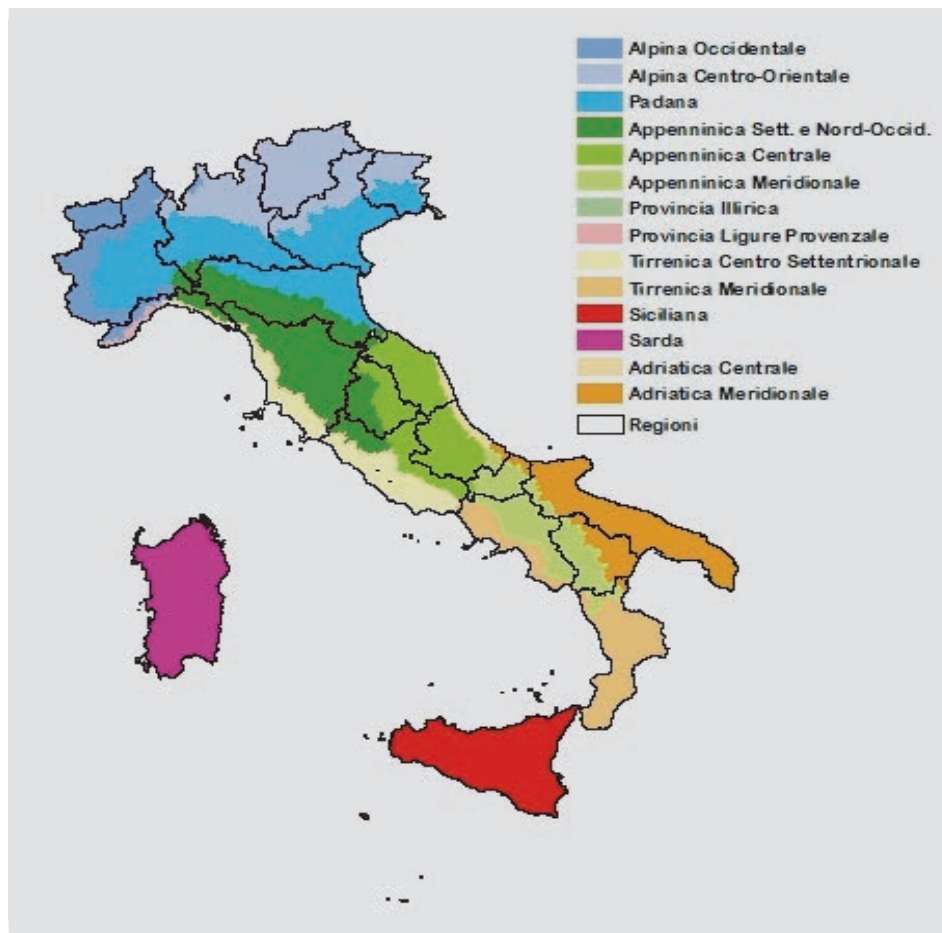 Alpina Occidentale
Alpina Centro-Orientale
Padana
Appenninica Sett. e Nord-Occid.
Appenninica Centrale
Appenninica Meridionale
Provincia Illirica
Provincia Ligure Provenzale
Tirrenica Centro Settentrionale
Tirrenica Meridionale
Siciliana
Sarda
Adriatica Centrale
Adriatica Meridionale
Regioni